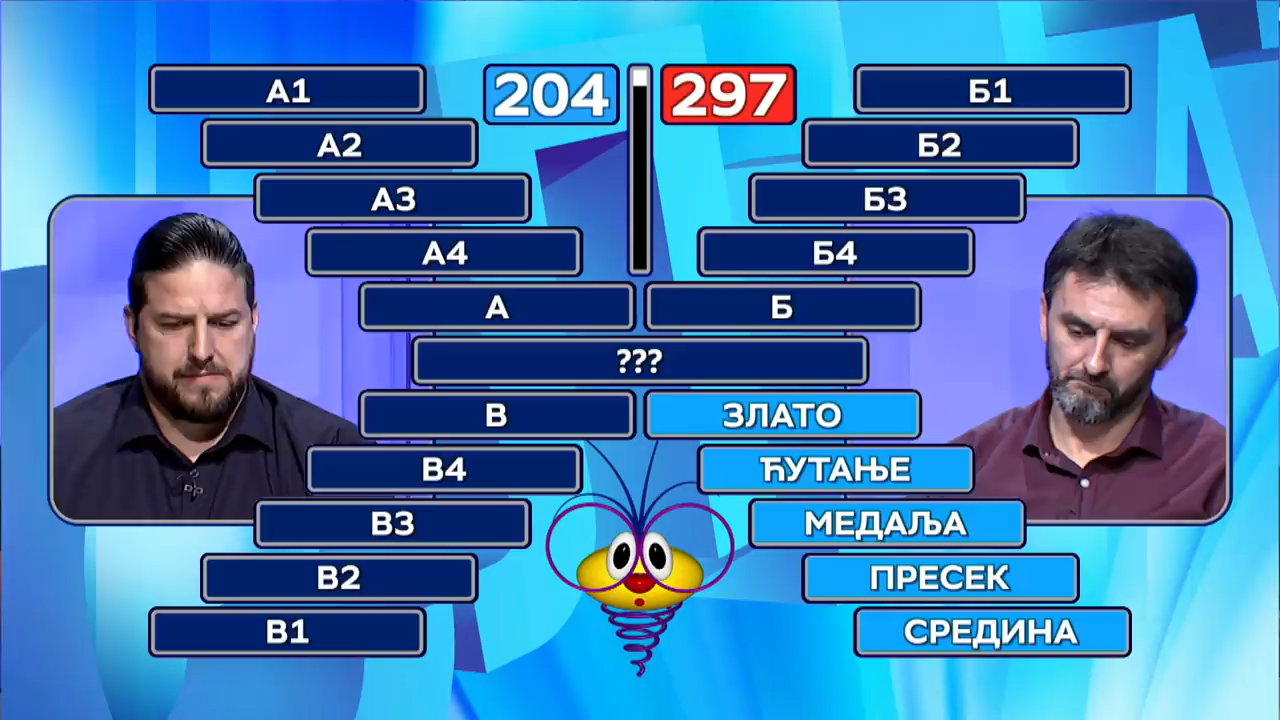 А1
204
297
Б1
А2
Б2
А3
Б3
А4
Б4
А
Б
???
В
ЗЛАТО
В4
ЋУТАЊЕ
В3
МЕДАЉА
В2
ПРЕСЕК
В1
СРЕДИНА